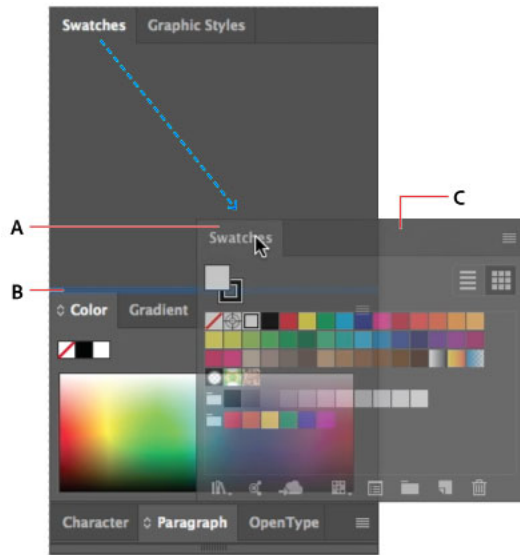 Swatches Graphic Styles
A
C
Swatches
B
Color Gradient
Character Paragraph OpenType